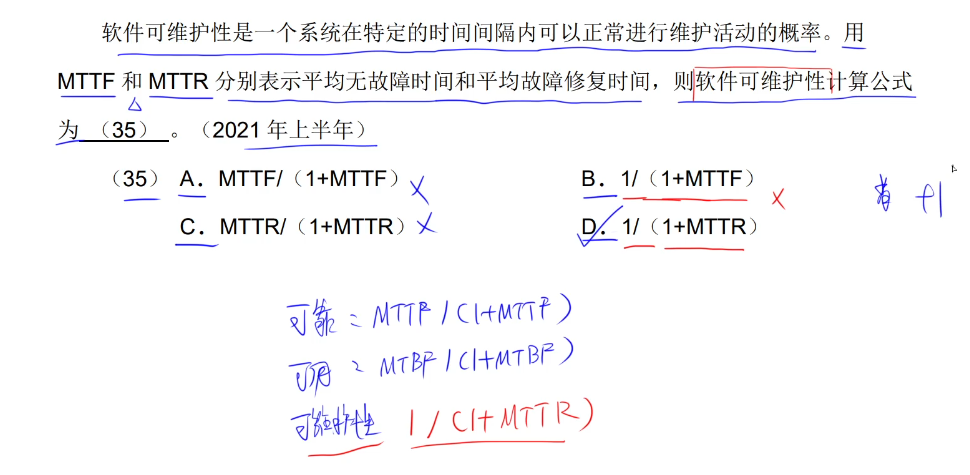 软件可维护性是一个系统在特定的时间间隔内可以正常进行维护活动的概率。用
MTTF 和 MTTR 分别表示平均无故障时间和平均故障修复时间，则软件可维护性计算公式
为 （35） 。（2021 年上半年）
（35）A．MTTF/（1+MTTF） B．1/（1+MTTF）
C．MTTR/（1+MTTR） D．1/（1+MTTR）
+1
可靠 = MTTF / (1+MTTF)
可用 = MTBF / (1+MTBF)
可维护性 1 / (1+MTTR)